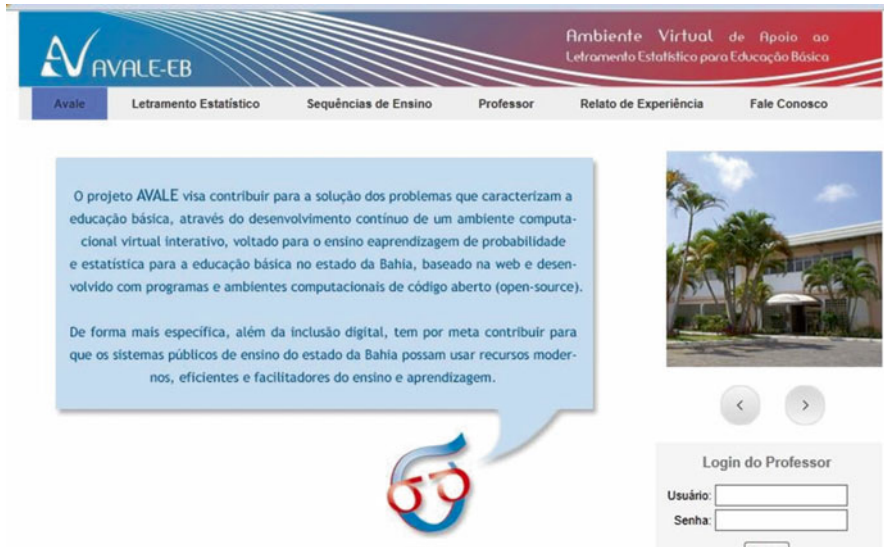 AVALE-EB
Ambiente Virtual de Apoio ao
Letramento Estatístico para Educação Básica
Avale Letramento Estatístico Sequências de Ensino Professor Relato de Experiência Fale Conosco
O projeto AVALE visa contribuir para a solução dos problemas que caracterizam a
educação básica, através do desenvolvimento contínuo de um ambiente computa-
cional virtual interativo, voltado para o ensino eaprendizagem de probabilidade
e estatística para a educação básica no estado da Bahia, baseado na web e desen-
volvido com programas e ambientes computacionais de código aberto (open-source).
De forma mais específica, além da inclusão digital, tem por meta contribuir para
que os sistemas públicos de ensino do estado da Bahia possam usar recursos moder-
nos, eficientes e facilitadores do ensino e aprendizagem.
Login do Professor
Usuário:
Senha: